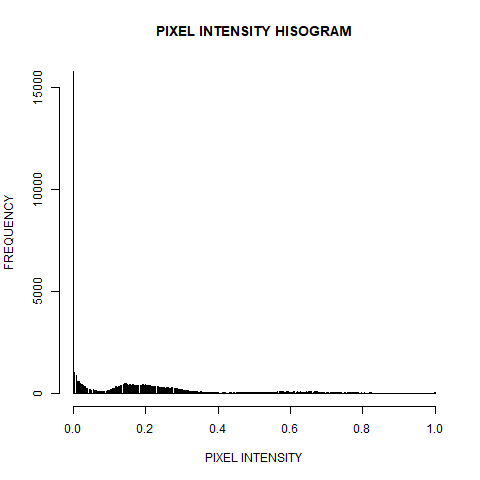 PIXEL INTENSITY HISOGRAM
15000
10000
5000
0
FREQUENCY
0.0 0.2 0.4 0.6 0.8 1.0
PIXEL INTENSITY